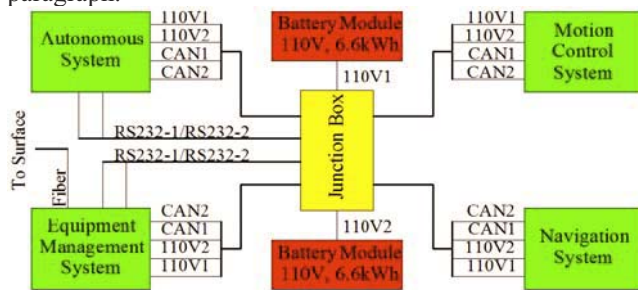 paragraph.
110V1
110V2
CAN1
CAN2
Autonomous
System
Battery Module
110V, 6.6kWh
110V1
110V1
110V2
CAN1
CAN2
Motion
Control
System
RS232-1/RS232-2
RS232-1/RS232-2
Junction Box
To Surface
Fiber
Equipment
Management
System
CAN2
CAN1
110V2
110V1
110V2
Battery Module
110V, 6.6kWh
CAN2
CAN1
110V2
110V1
Navigation
System